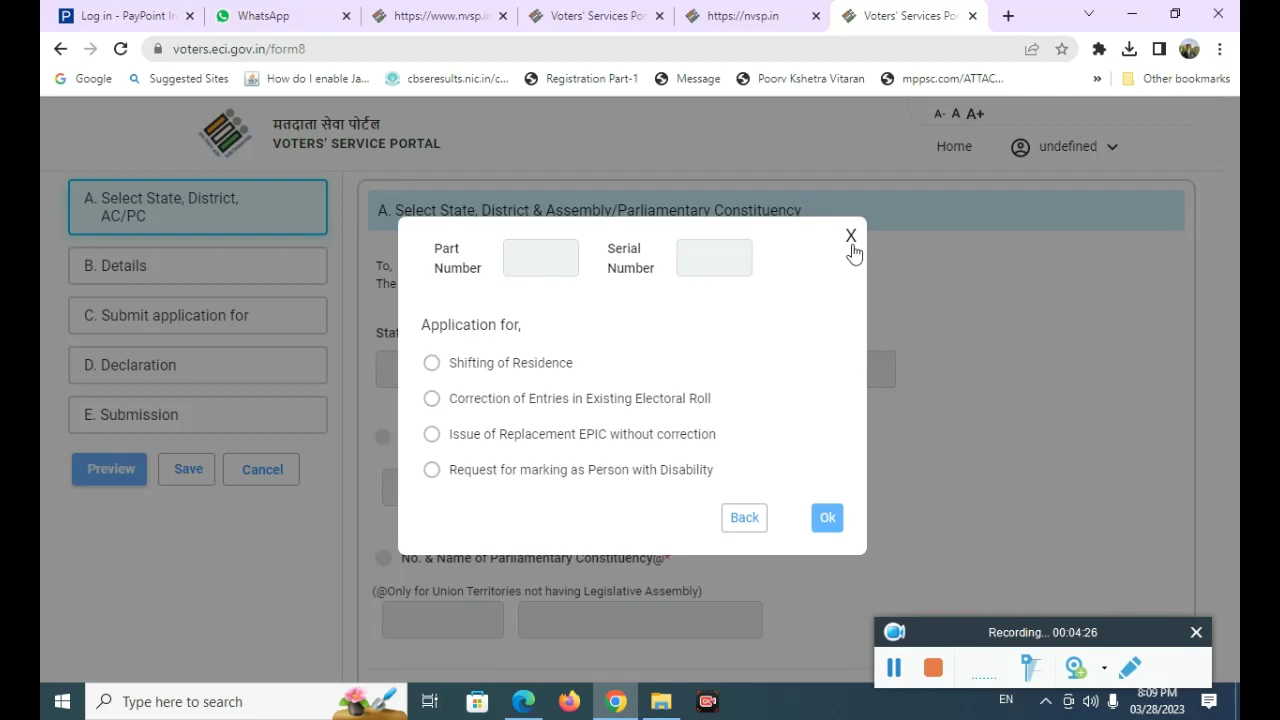 Log in - PayPoint In
WhatsApp
https://www.nvsp.in
Voters' Services Po
https://nvsp.in
Voters' Services Po
voters.eci.gov.in/form8
Google
Suggested Sites
How do I enable Ja...
cbseresults.nic.in/c...
Registration Part-1
Message
Poorv Kshetra Vitaran
mppsc.com/ATTAC...
»
Other bookmarks
मतदाता सेवा पोर्टल
VOTERS' SERVICE PORTAL
A- A A+
Home
undefined
A. Select State, District,
AC/PC
B. Details
C. Submit application for
D. Declaration
E. Submission
Preview
Save
Cancel
A. Select State, District & Assembly/Parliamentary Constituency
To,
The
Stat
X
Part
Number
Serial
Number
Application for,
Shifting of Residence
Correction of Entries in Existing Electoral Roll
Issue of Replacement EPIC without correction
Request for marking as Person with Disability
Back
Ok
No. & Name of Parliamentary Constituency@*
(@Only for Union Territories not having Legislative Assembly)
Recording... 00:04:26
Type here to search
EN
8:09 PM
03/28/2023